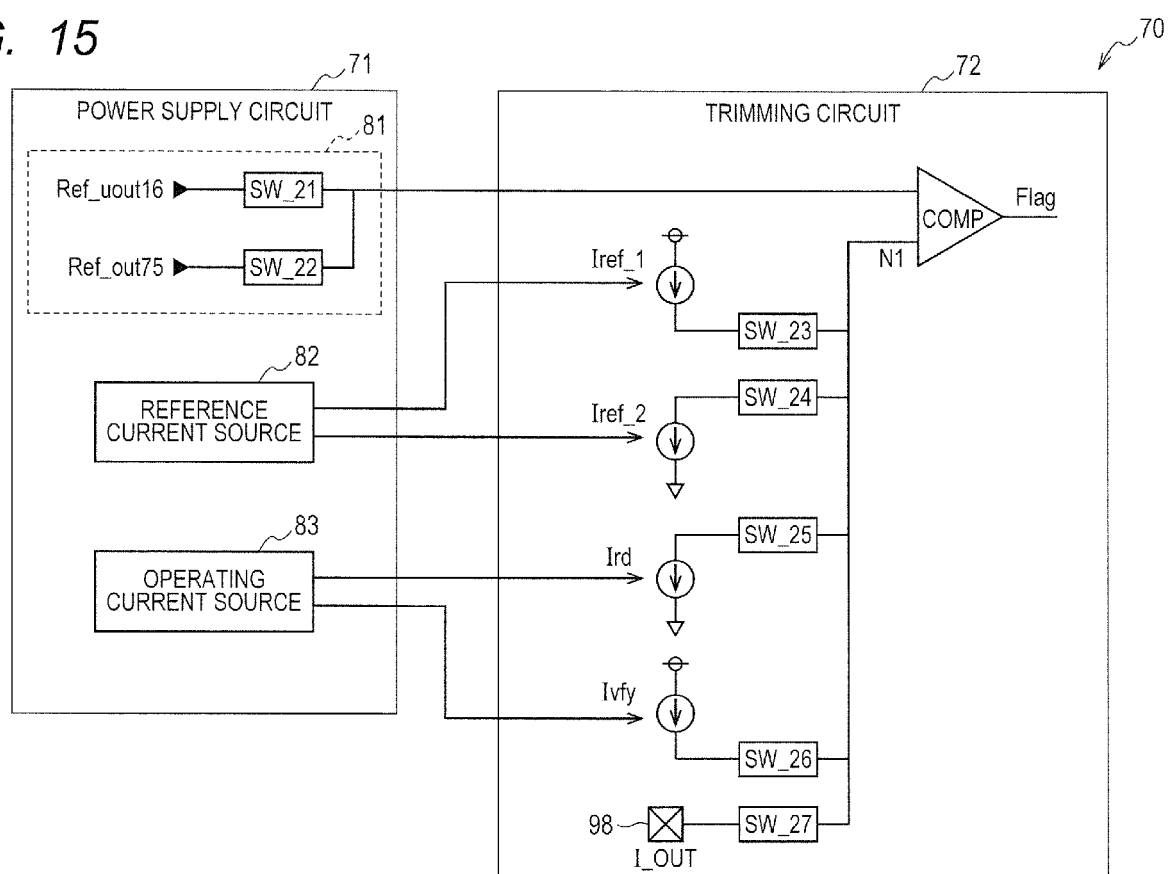 G. 15
70
71
72
POWER SUPPLY CIRCUIT
TRIMMING CIRCUIT
81
Ref_uout16
SW_21
Ref_out75
SW_22
COMP
Flag
N1
Iref_1
SW_23
82
REFERENCE
CURRENT SOURCE
Iref_2
SW_24
83
OPERATING
CURRENT SOURCE
Ird
SW_25
Ivfy
SW_26
98
SW_27
I_OUT